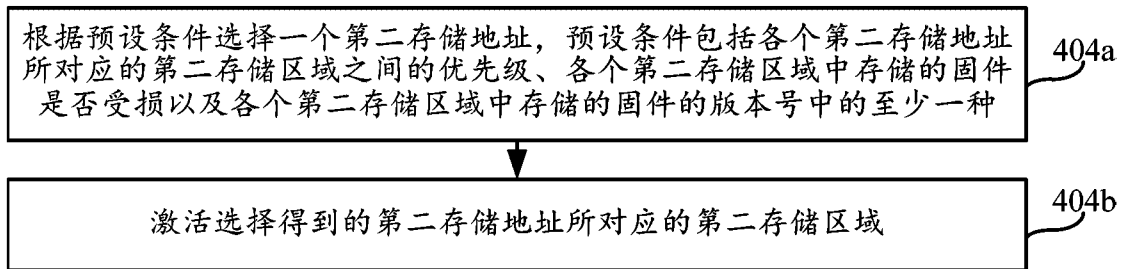 根据预设条件选择一个第二存储地址，预设条件包括各个第二存储地址
所对应的第二存储区域之间的优先级、各个第二存储区域中存储的固件
是否受损以及各个第二存储区域中存储的固件的版本号中的至少一种
404a
激活选择得到的第二存储地址所对应的第二存储区域
404b